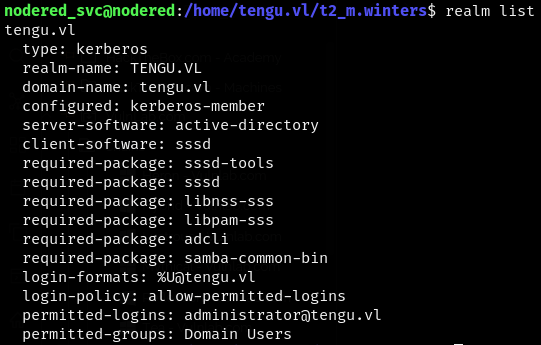 nodered_svc@nodered:/home/tengu.vl/t2_m.winters$ realm list
tengu.vl
  type: kerberos
  realm-name: TENGU.VL
  domain-name: tengu.vl
  configured: kerberos-member
  server-software: active-directory
  client-software: sssd
  required-package: sssd-tools
  required-package: sssd
  required-package: libnss-sss
  required-package: libpam-sss
  required-package: adcli
  required-package: samba-common-bin
  login-formats: %U@tengu.vl
  login-policy: allow-permitted-logins
  permitted-logins: administrator@tengu.vl
  permitted-groups: Domain Users